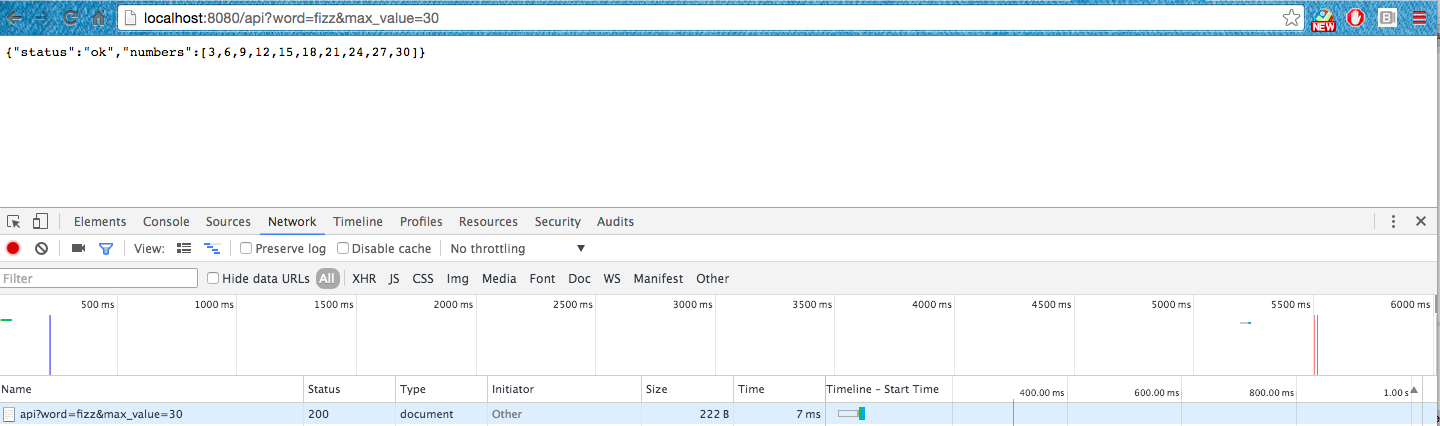 localhost:8080/api?word=fizz&max_value=30
NEW
{"status":"ok","numbers":[3,6,9,12,15,18,21,24,27,30]}
Elements Console Sources Network Timeline Profiles Resources Security Audits
View: Preserve log Disable cache No throttling
Filter Hide data URLs All XHR JS CSS Img Media Font Doc WS Manifest Other
500 ms 1000 ms 1500 ms 2000 ms 2500 ms 3000 ms 3500 ms 4000 ms 4500 ms 5000 ms 5500 ms 6000 ms
Name Status Type Initiator Size Time Timeline – Start Time 400.00 ms 600.00 ms 800.00 ms 1.00 s
api?word=fizz&max_value=30 200 document Other 222 B 7 ms